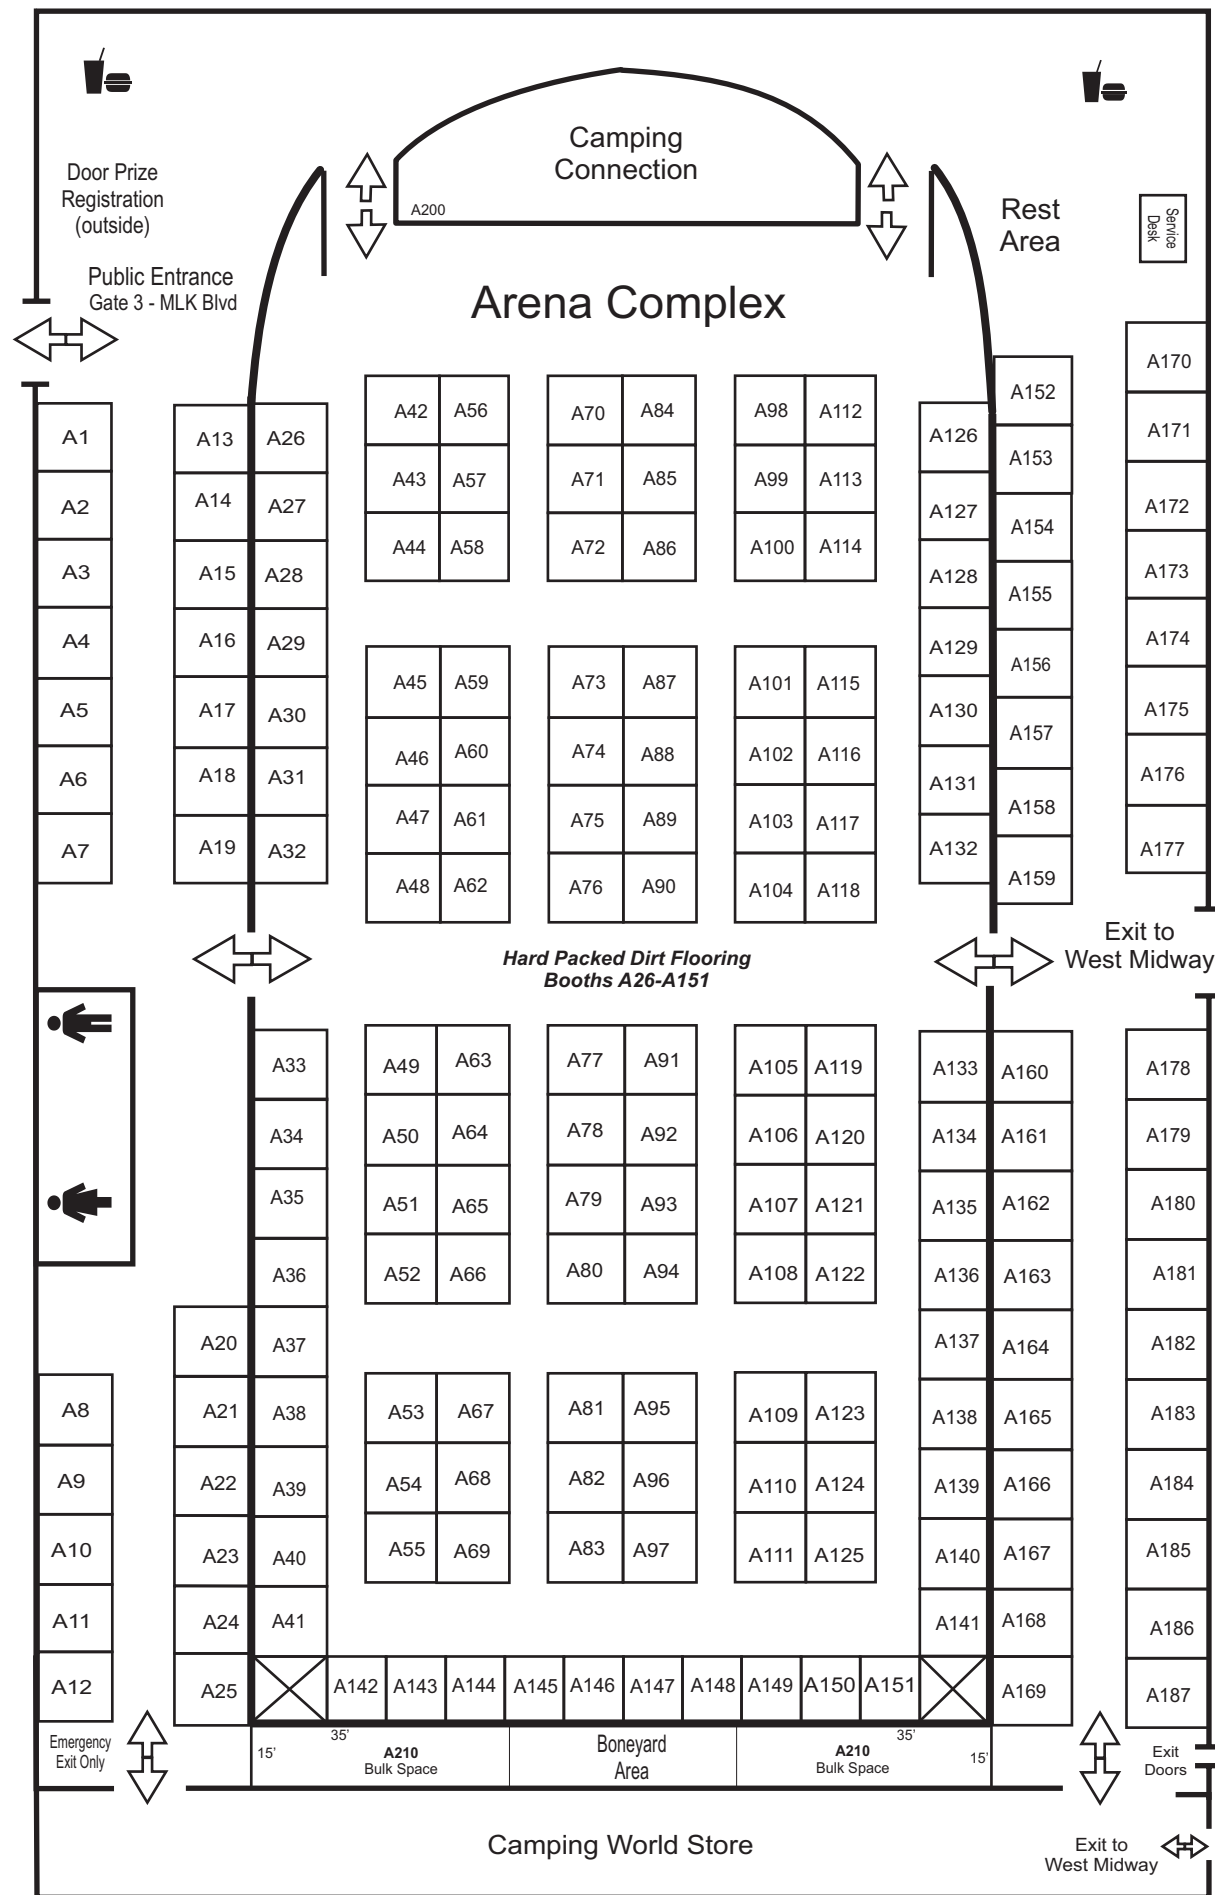 Camping
Connection
A200
Door Prize
Registration
(outside)
Public Entrance
Gate 3 - MLK Blvd
Rest
Area
Service
Desk
Arena Complex
A1
A2
A3
A4
A5
A6
A7
A13
A14
A15
A16
A17
A18
A19
A26
A27
A28
A29
A30
A31
A32
A42 A56
A43 A57
A44 A58
A45 A59
A46 A60
A47 A61
A48 A62
A70 A84
A71 A85
A72 A86
A73 A87
A74 A88
A75 A89
A76 A90
A98 A112
A99 A113
A100 A114
A101 A115
A102 A116
A103 A117
A104 A118
A126
A127
A128
A129
A130
A131
A132
A152
A153
A154
A155
A156
A157
A158
A159
A170
A171
A172
A173
A174
A175
A176
A177
Hard Packed Dirt Flooring
Booths A26-A151
Exit to
West Midway
A8
A9
A10
A11
A12
A20
A21
A22
A23
A24
A25
A33
A34
A35
A36
A37
A38
A39
A40
A41
A49 A63
A50 A64
A51 A65
A52 A66
A53 A67
A54 A68
A55 A69
A77 A91
A78 A92
A79 A93
A80 A94
A81 A95
A82 A96
A83 A97
A105 A119
A106 A120
A107 A121
A108 A122
A109 A123
A110 A124
A111 A125
A133
A134
A135
A136
A137
A138
A139
A140
A141
A160
A161
A162
A163
A164
A165
A166
A167
A168
A169
A178
A179
A180
A181
A182
A183
A184
A185
A186
A187
A142 A143 A144 A145 A146 A147 A148 A149 A150 A151
Emergency
Exit Only
15'
35'
A210
Bulk Space
Boneyard
Area
35'
A210
Bulk Space
15'
Exit
Doors
Camping World Store
Exit to
West Midway